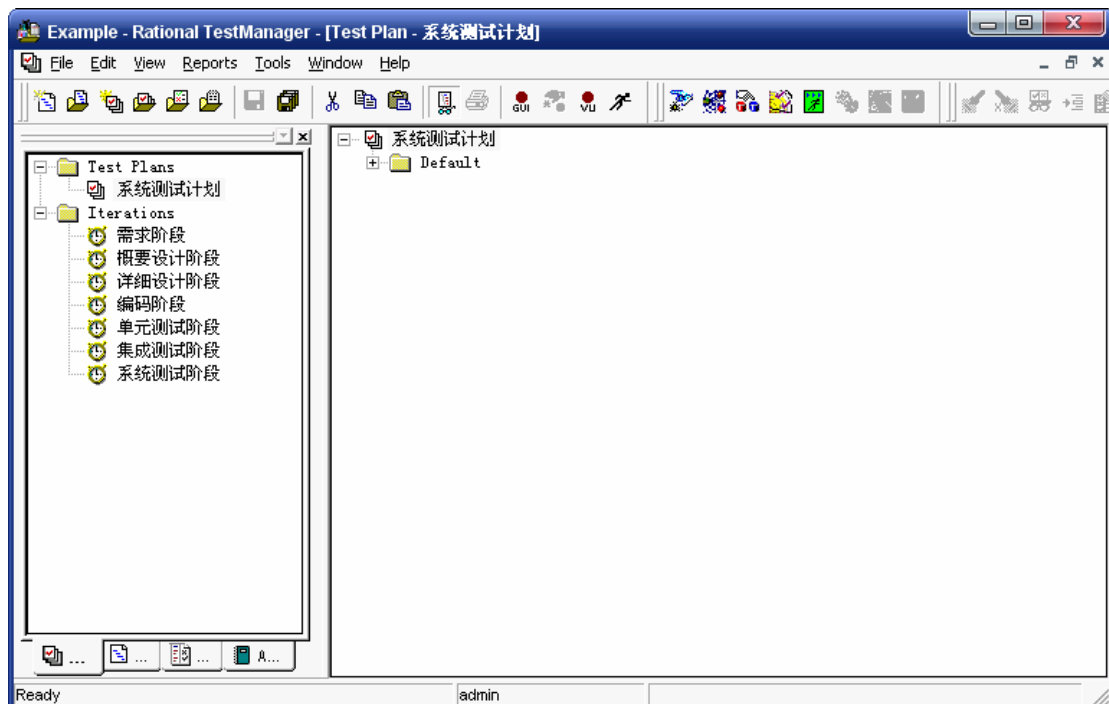 Example - Rational TestManager - [Test Plan - 系统测试计划]
File Edit View Reports Tools Window Help
GUI VU
Test Plans
系统测试计划
Iterations
需求阶段
概要设计阶段
详细设计阶段
编码阶段
单元测试阶段
集成测试阶段
系统测试阶段
... ... ... A...
系统测试计划
Default
Ready admin